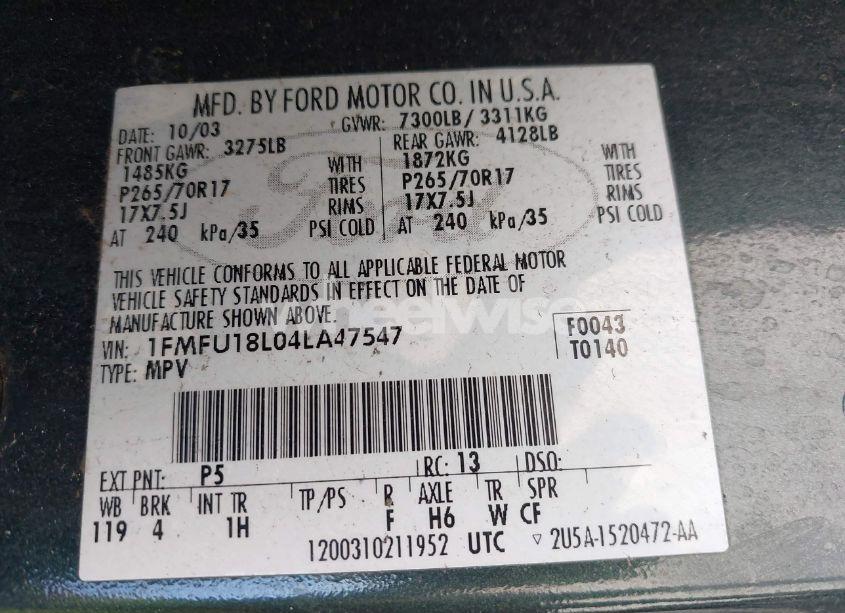 MFD. BY FORD MOTOR CO. IN U.S.A.
DATE: 10/03 GVWR: 7300LB/ 3311KG
FRONT GAWR: 3275LB REAR GAWR: 4128LB
1485KG WITH 1872KG WITH
P265/70R17 TIRES P265/70R17 TIRES
17X7.5J RIMS 17X7.5J RIMS
AT 240 kPa/35 PSI COLD AT 240 kPa/35 PSI COLD
THIS VEHICLE CONFORMS TO ALL APPLICABLE FEDERAL MOTOR
VEHICLE SAFETY STANDARDS IN EFFECT ON THE DATE OF
MANUFACTURE SHOWN ABOVE.
wheelwise
VIN: 1FMFU18L04LA47547 F0043
TYPE: MPV T0140
EXT PNT: P5 RC: 13 DSO:
WB BRK INT TR TP/PS R AXLE TR SPR
119 4 1H F H6 W CF
1200310211952 UTC ▽ 2U5A-1520472-AA